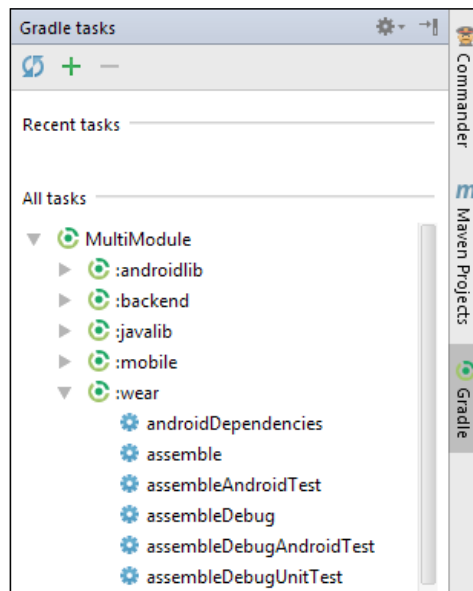 Gradle tasks
Recent tasks
All tasks
MultiModule
:androidlib
:backend
:javalib
:mobile
:wear
androidDependencies
assemble
assembleAndroidTest
assembleDebug
assembleDebugAndroidTest
assembleDebugUnitTest
Commander
m Maven Projects
Gradle